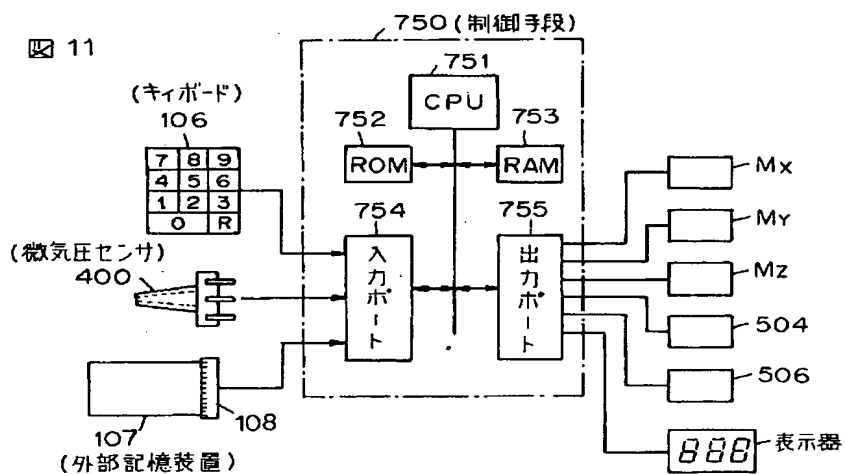 図 11
750 (制御手段)
751
CPU
752
ROM
753
RAM
754
入力ポート
755
出力ポート
(キィボード)
106
7 8 9
4 5 6
1 2 3
0 R
(微気圧センサ)
400
107
108
(外部記憶装置)
Mx
MY
Mz
504
506
888
表示器